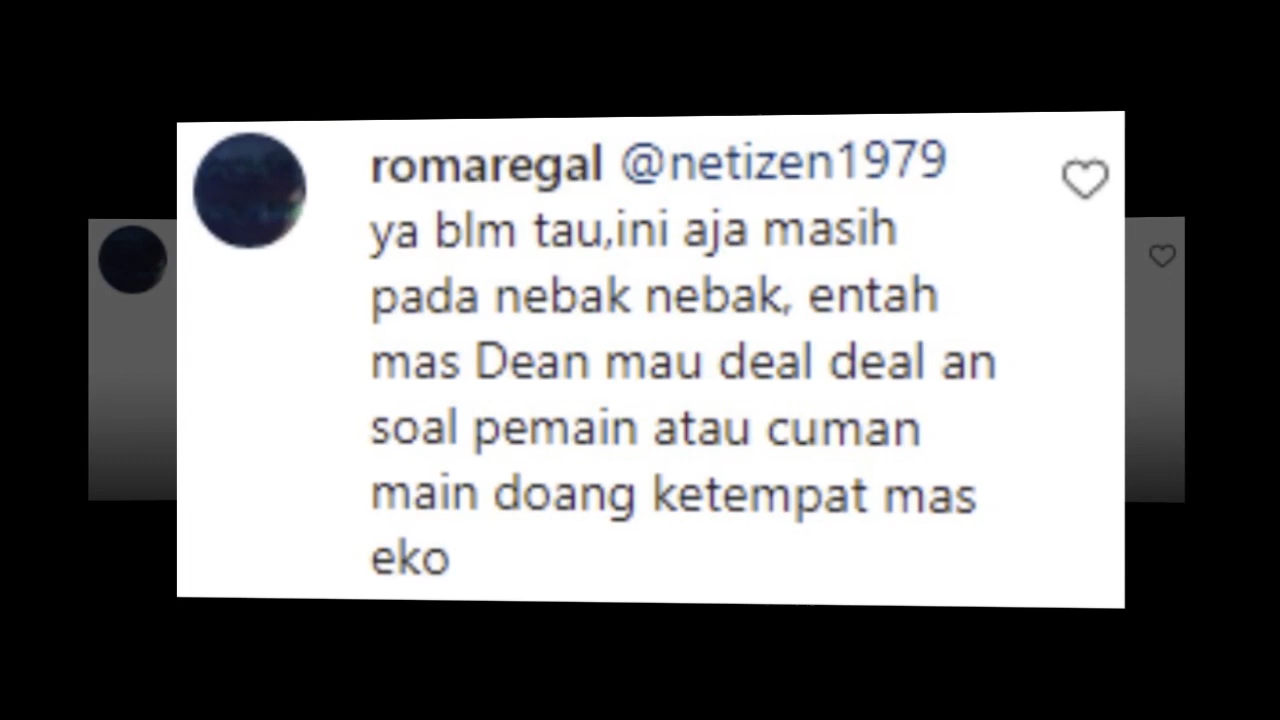 romaregal @netizen1979
ya blm tau,ini aja masih
pada nebak nebak, entah
mas Dean mau deal deal an
soal pemain atau cuman
main doang ketempat mas
eko